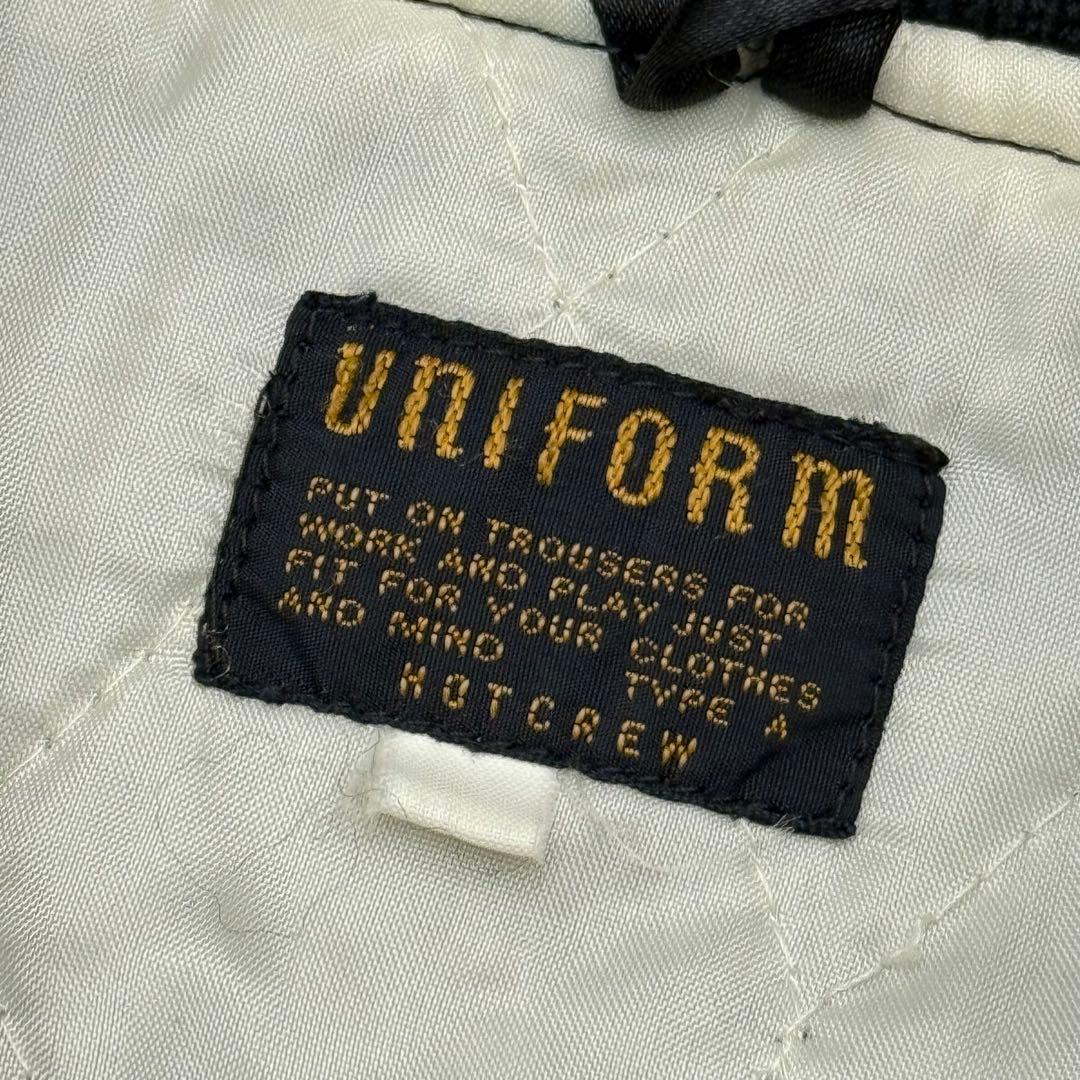 UNIFORM
PUT ON TROUSERS FOR
WORK AND PLAY JUST
FIT FOR YOUR CLOTHES
AND MIND TYPE A
HOTCREW